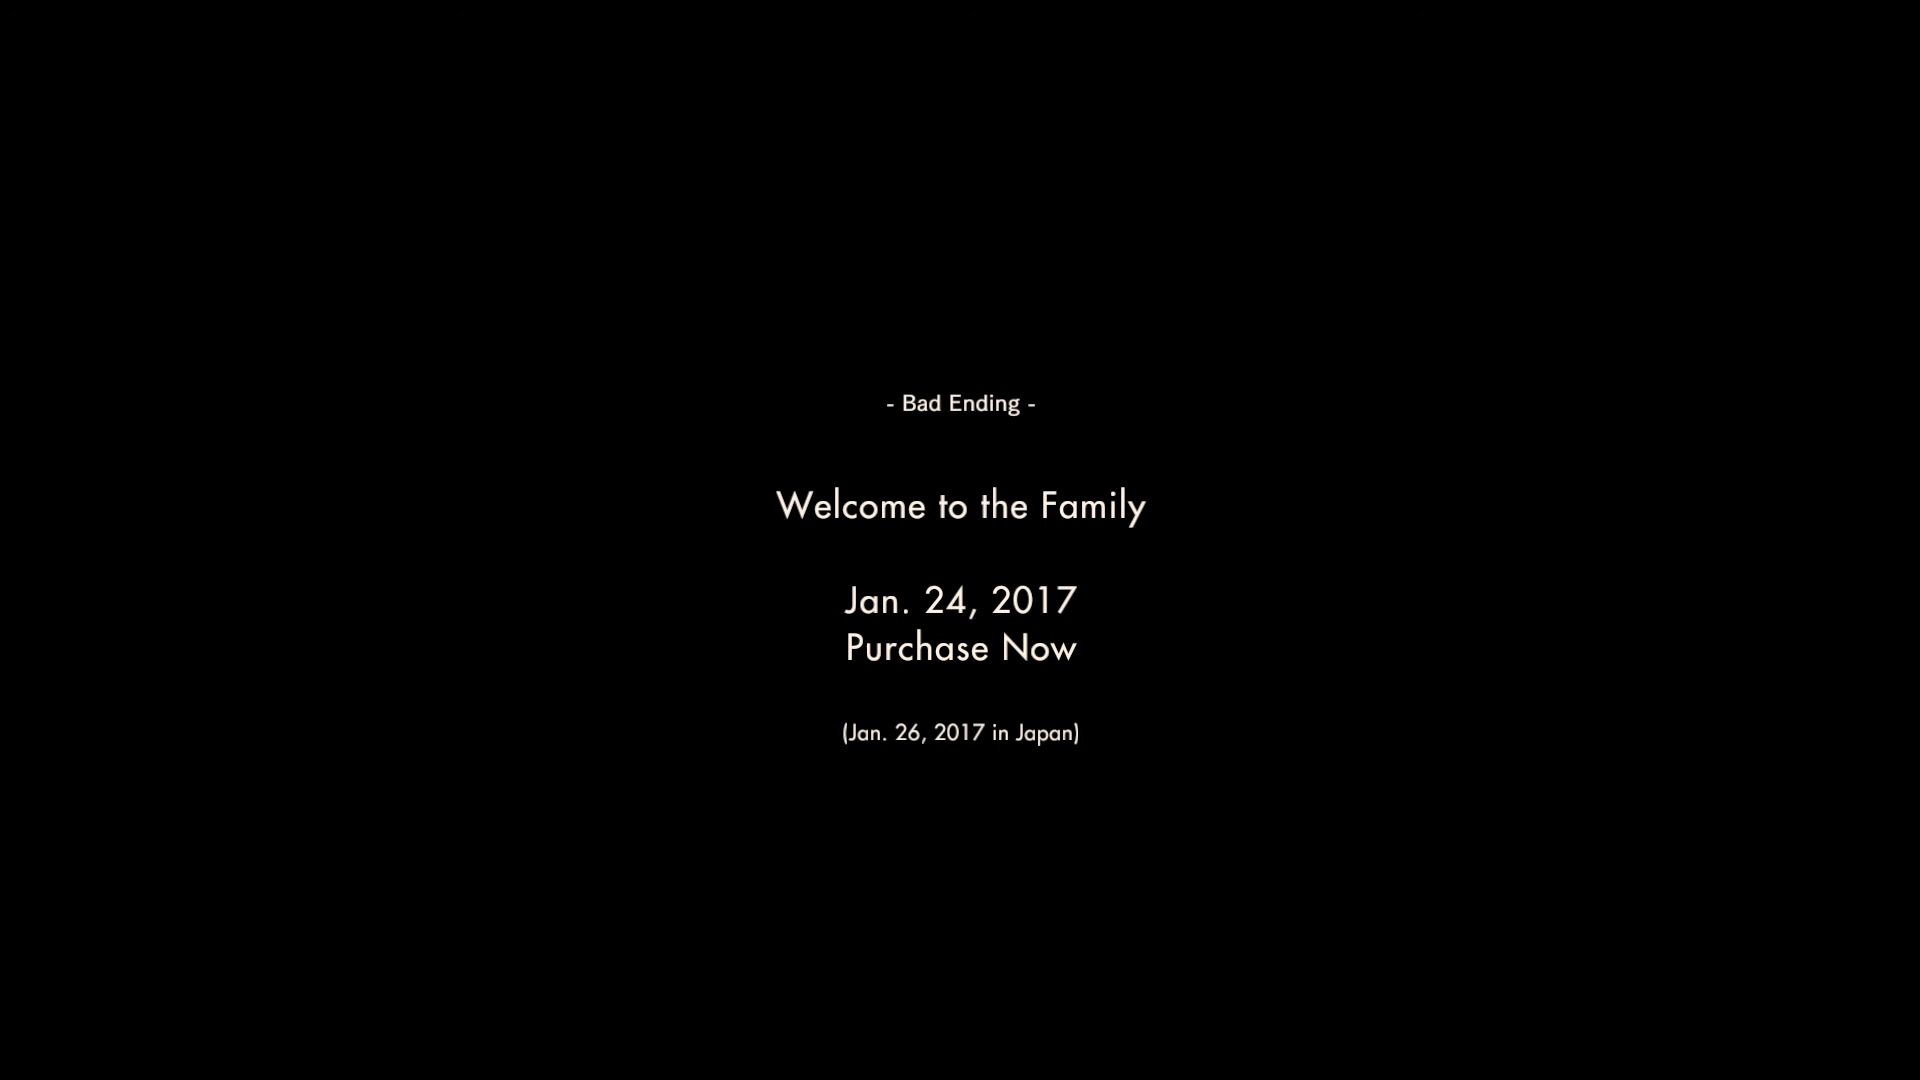 - Bad Ending -
Welcome to the Family
Jan. 24, 2017
Purchase Now
(Jan. 26, 2017 in Japan)